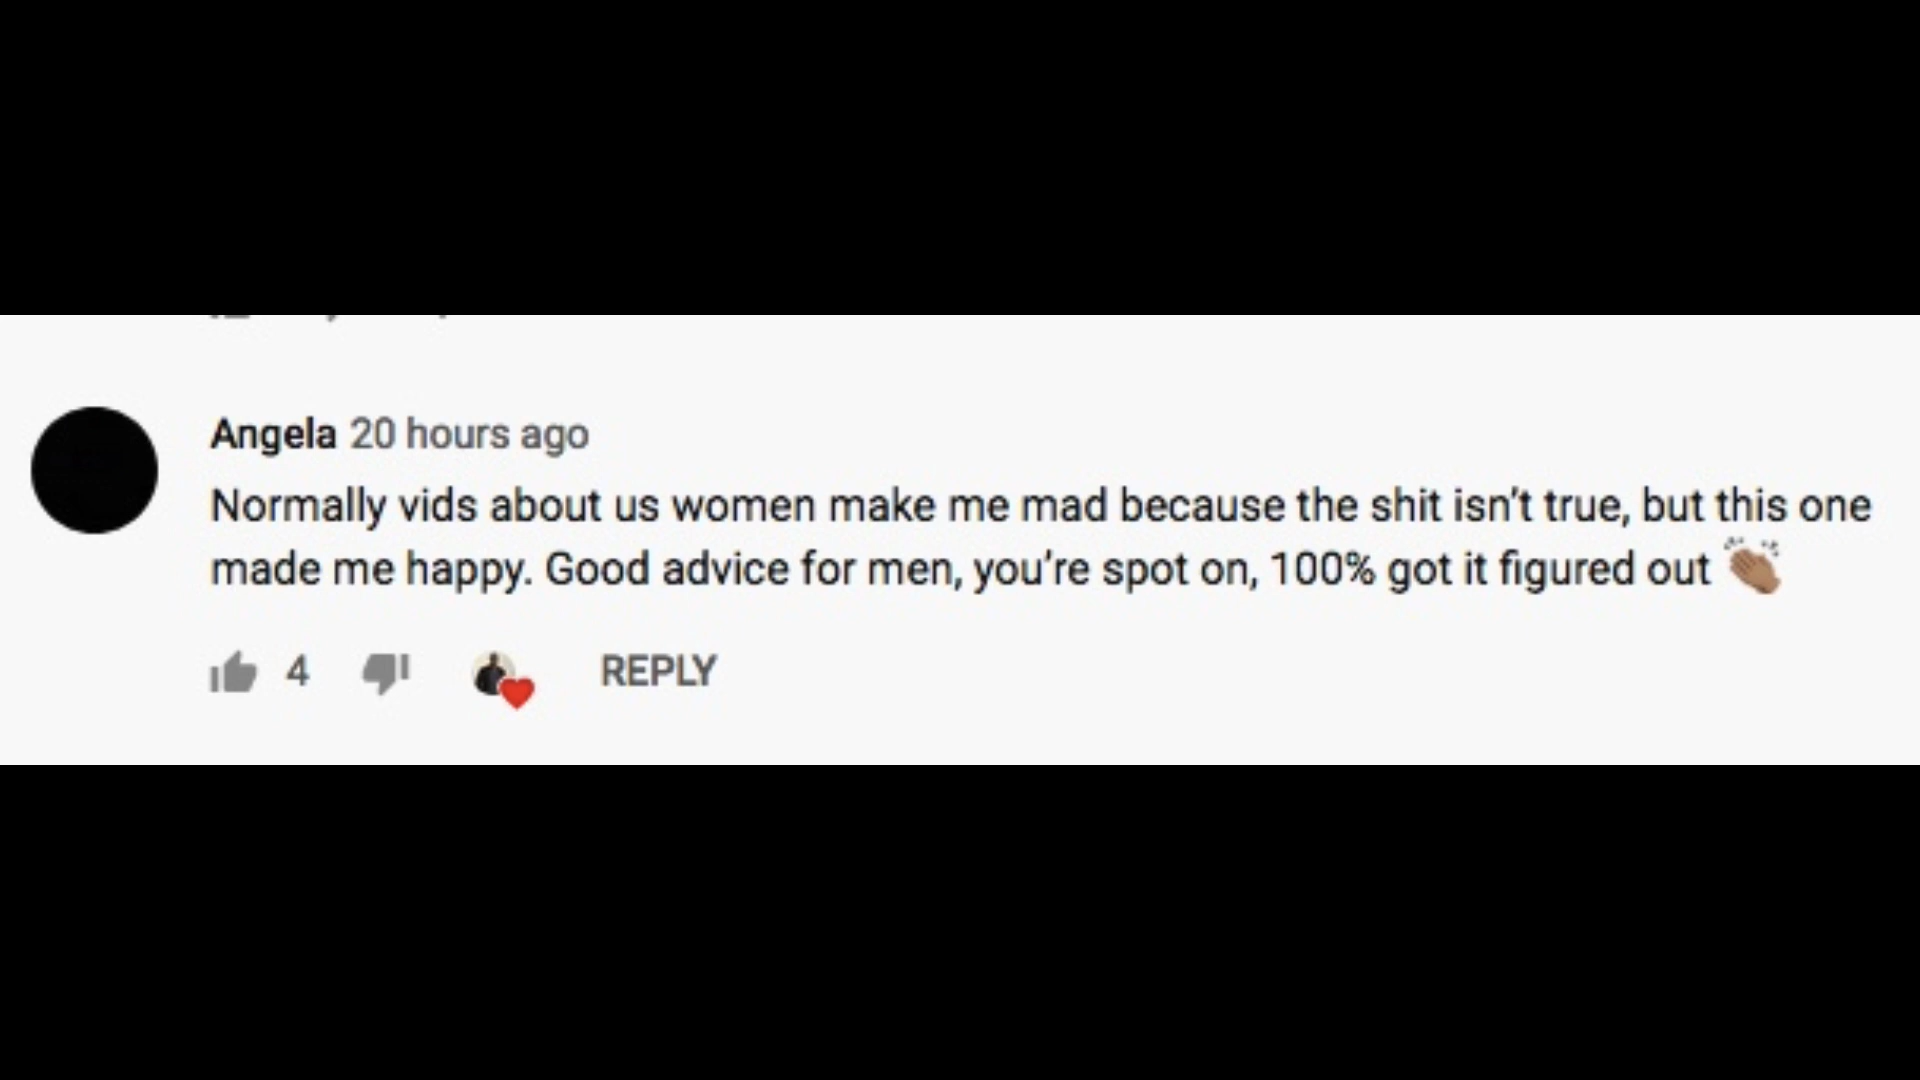 Angela 20 hours ago
Normally vids about us women make me mad because the shit isn’t true, but this one
made me happy. Good advice for men, you’re spot on, 100% got it figured out 👏🏽
4 REPLY